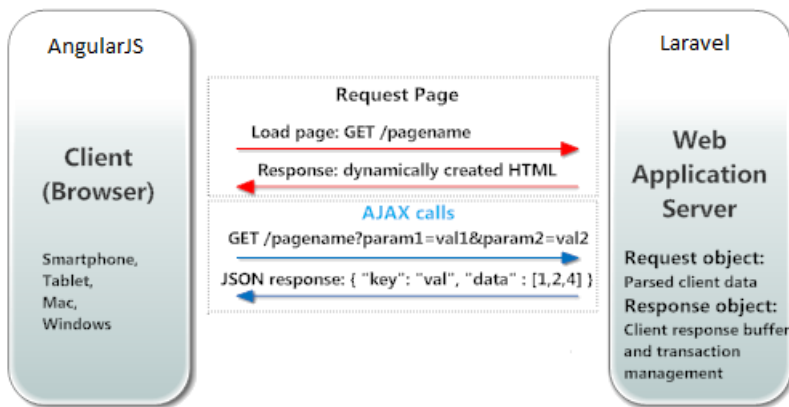 AngularJS
Client
(Browser)
Smartphone,
Tablet,
Mac,
Windows
Request Page
Load page: GET /pagename
Response: dynamically created HTML
AJAX calls
GET /pagename?param1=val1&param2=val2
JSON response: { "key": "val", "data" : [1,2,4] }
Laravel
Web
Application
Server
Request object:
Parsed client data
Response object:
Client response buffer
and transaction
management